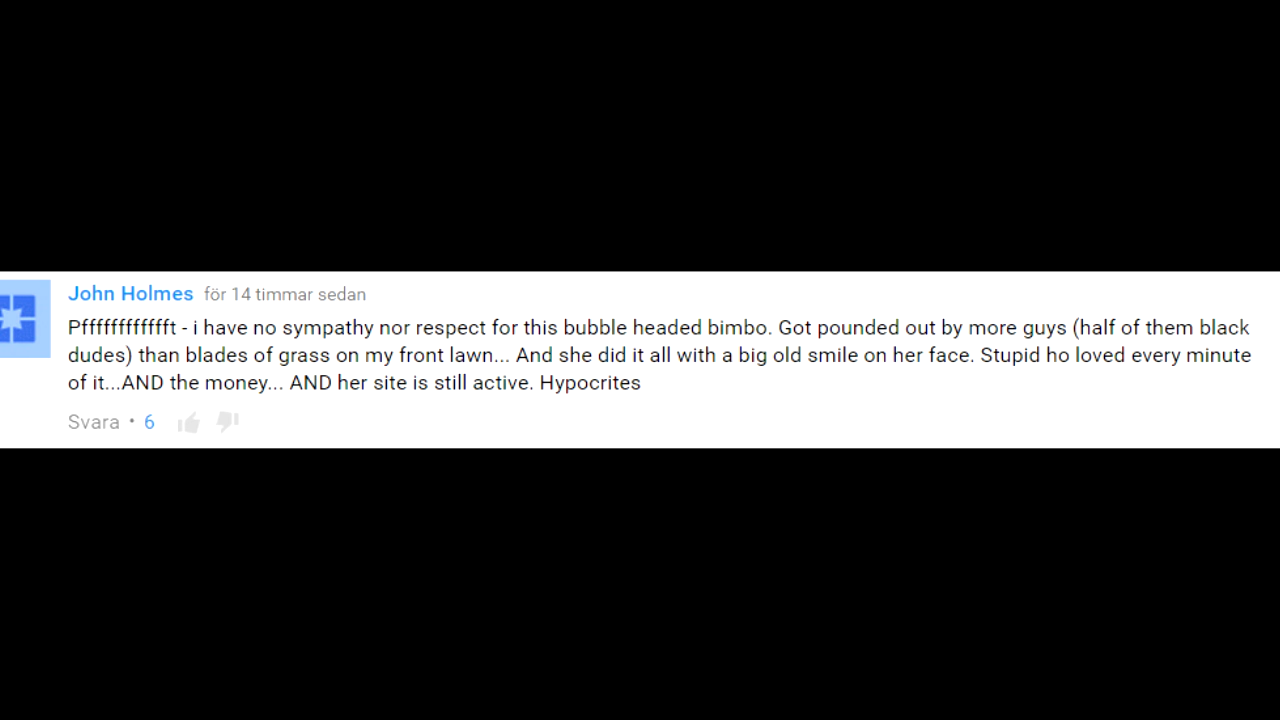 John Holmes för 14 timmar sedan
Pfffffffffffft - i have no sympathy nor respect for this bubble headed bimbo. Got pounded out by more guys (half of them black
dudes) than blades of grass on my front lawn... And she did it all with a big old smile on her face. Stupid ho loved every minute
of it...AND the money... AND her site is still active. Hypocrites
Svara • 6